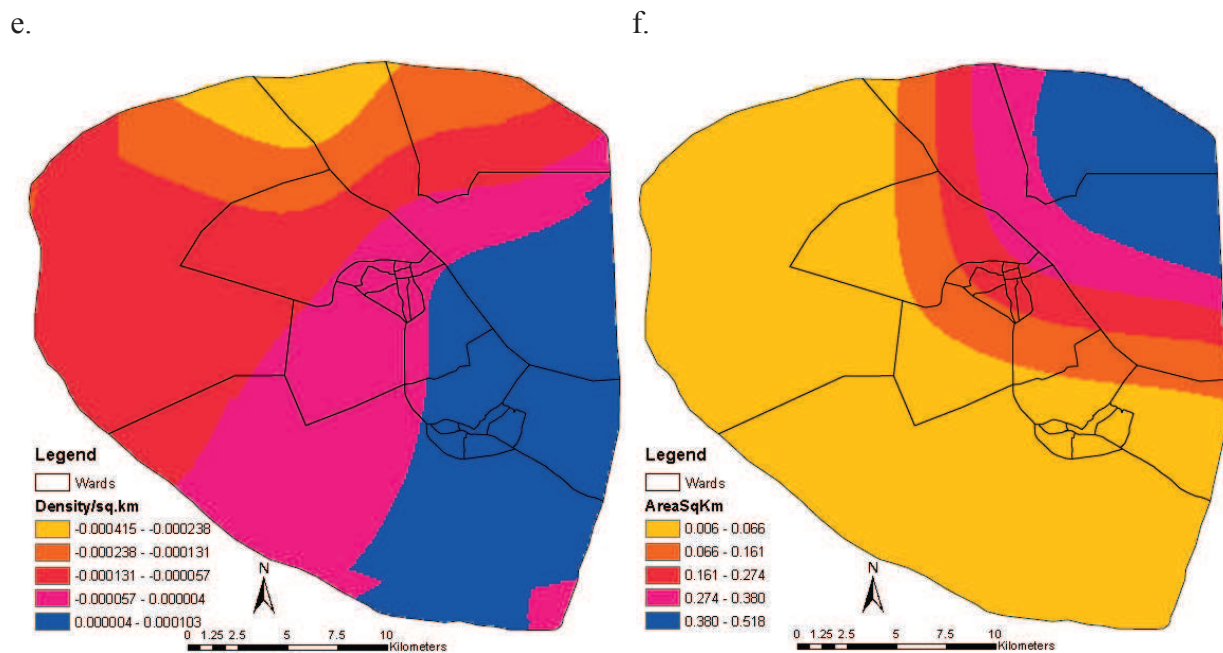 e.
f.
Legend
Wards
Density/sq.km
-0.000415 - -0.000238
-0.000238 - -0.000131
-0.000131 - -0.000057
-0.000057 - 0.000004
0.000004 - 0.000103
N
0 1.25 2.5 5 7.5 10
Kilometers
Legend
Wards
AreaSqKm
0.006 - 0.066
0.066 - 0.161
0.161 - 0.274
0.274 - 0.380
0.380 - 0.518
N
0 1.25 2.5 5 7.5 10
Kilometers